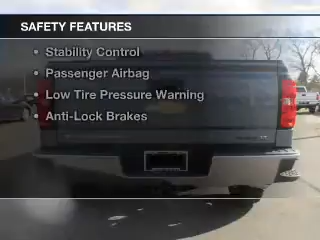 SAFETY FEATURES
• Stability Control
• Passenger Airbag
• Low Tire Pressure Warning
• Anti-Lock Brakes